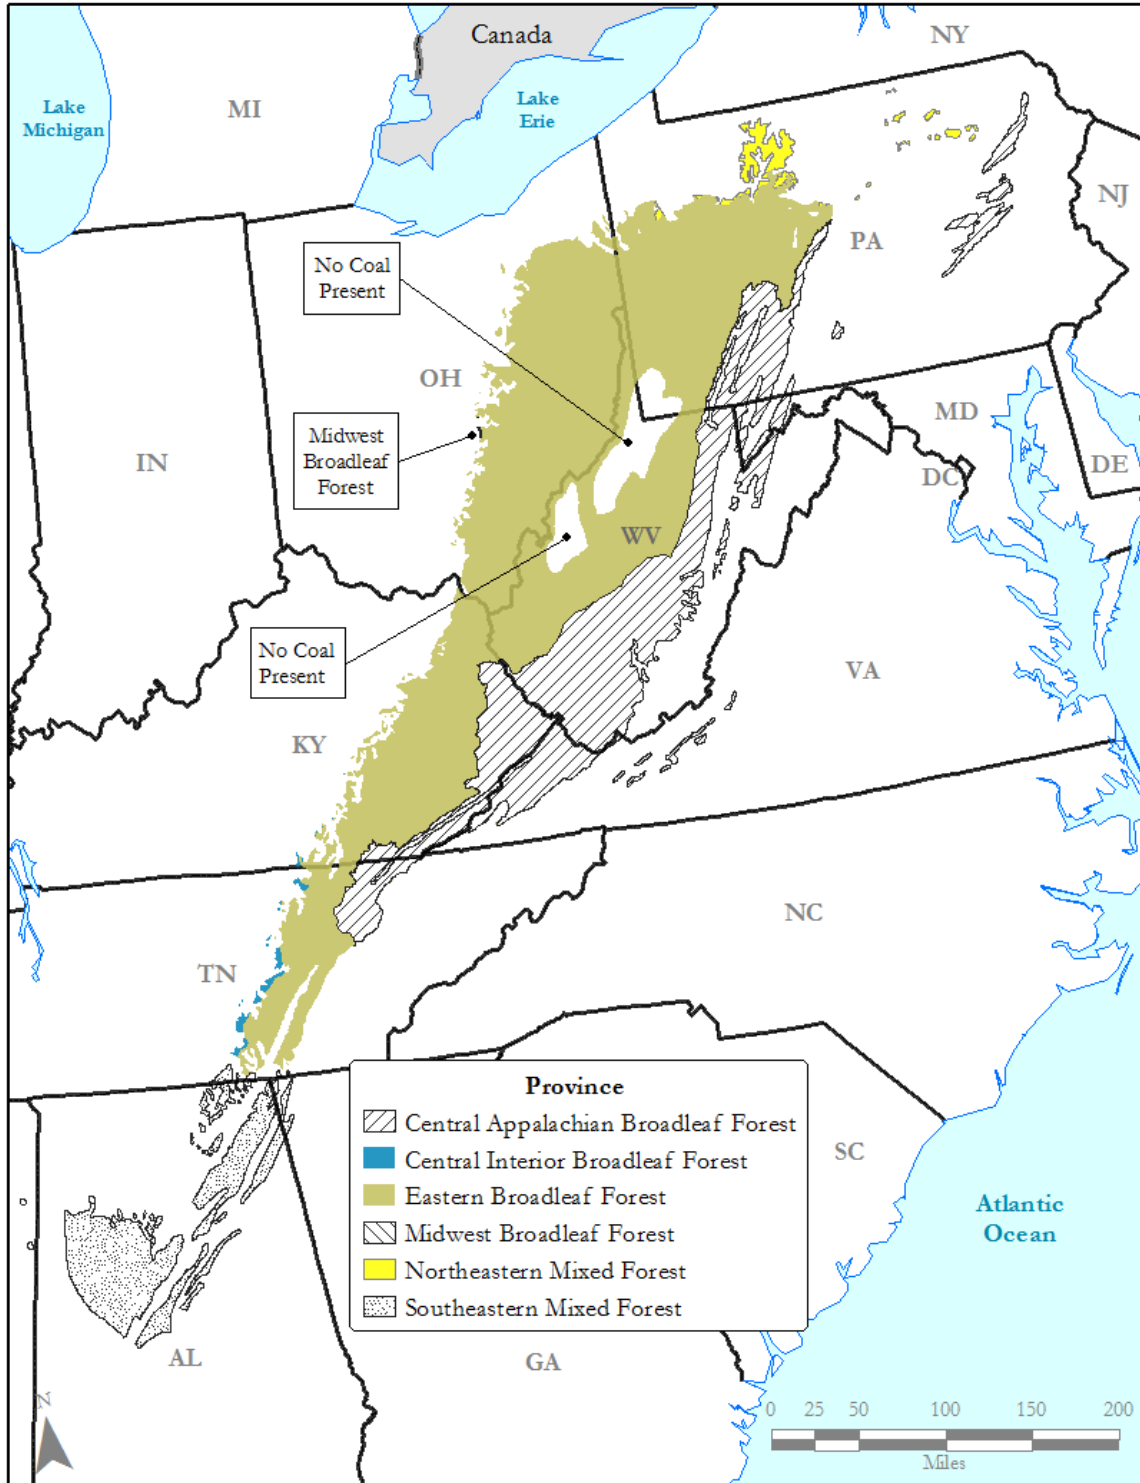 Canada
NY
Lake
Michigan
MI
Lake
Erie
NJ
PA
No Coal
Present
OH
MD
Midwest
Broadleaf
Forest
IN
DC
DE
WV
No Coal
Present
VA
KY
NC
TN
Province
Central Appalachian Broadleaf Forest
Central Interior Broadleaf Forest
Eastern Broadleaf Forest
Midwest Broadleaf Forest
Northeastern Mixed Forest
Southeastern Mixed Forest
SC
Atlantic
Ocean
AL
GA
N
0 25 50 100 150 200
Miles